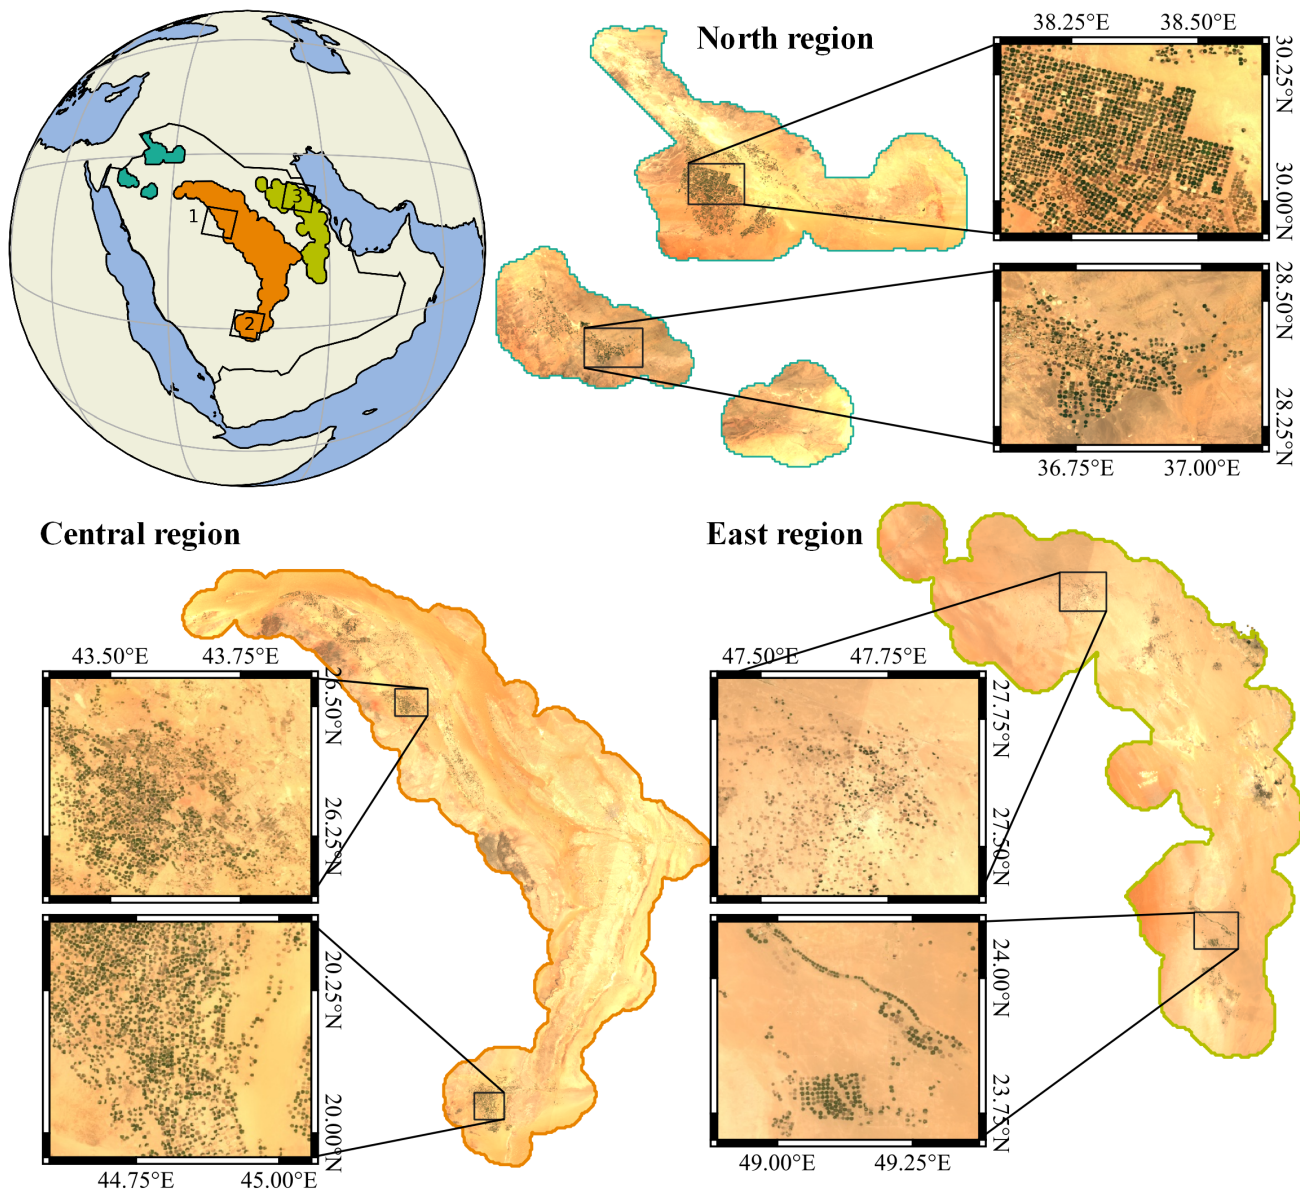 North region
38.25°E 38.50°E
30.25°N
30.00°N
1
2
3
28.50°N
28.25°N
36.75°E 37.00°E
Central region
43.50°E 43.75°E
26.50°N
26.25°N
20.25°N
20.00°N
44.75°E 45.00°E
East region
47.50°E 47.75°E
27.75°N
27.50°N
24.00°N
23.75°N
49.00°E 49.25°E